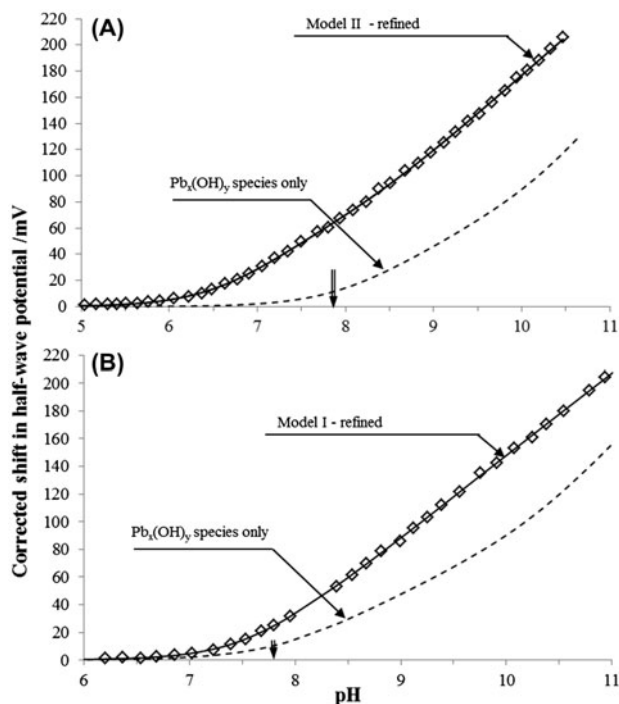 Corrected shift in half-wave potential /mV
(A)
220
200
180
160
140
120
100
80
60
40
20
0
Model II - refined
Pbx(OH)y species only
5 6 7 8 9 10 11
(B)
220
200
180
160
140
120
100
80
60
40
20
0
Model I - refined
Pbx(OH)y species only
6 7 8 9 10 11
pH